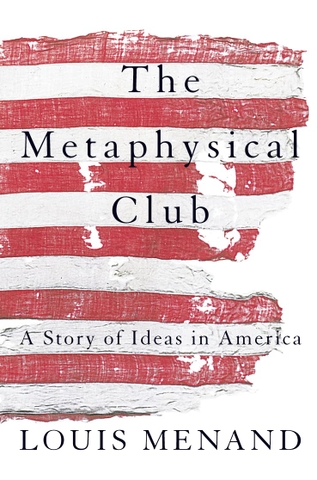 The
Metaphysical
Club
A Story of Ideas in America
LOUIS MENAND